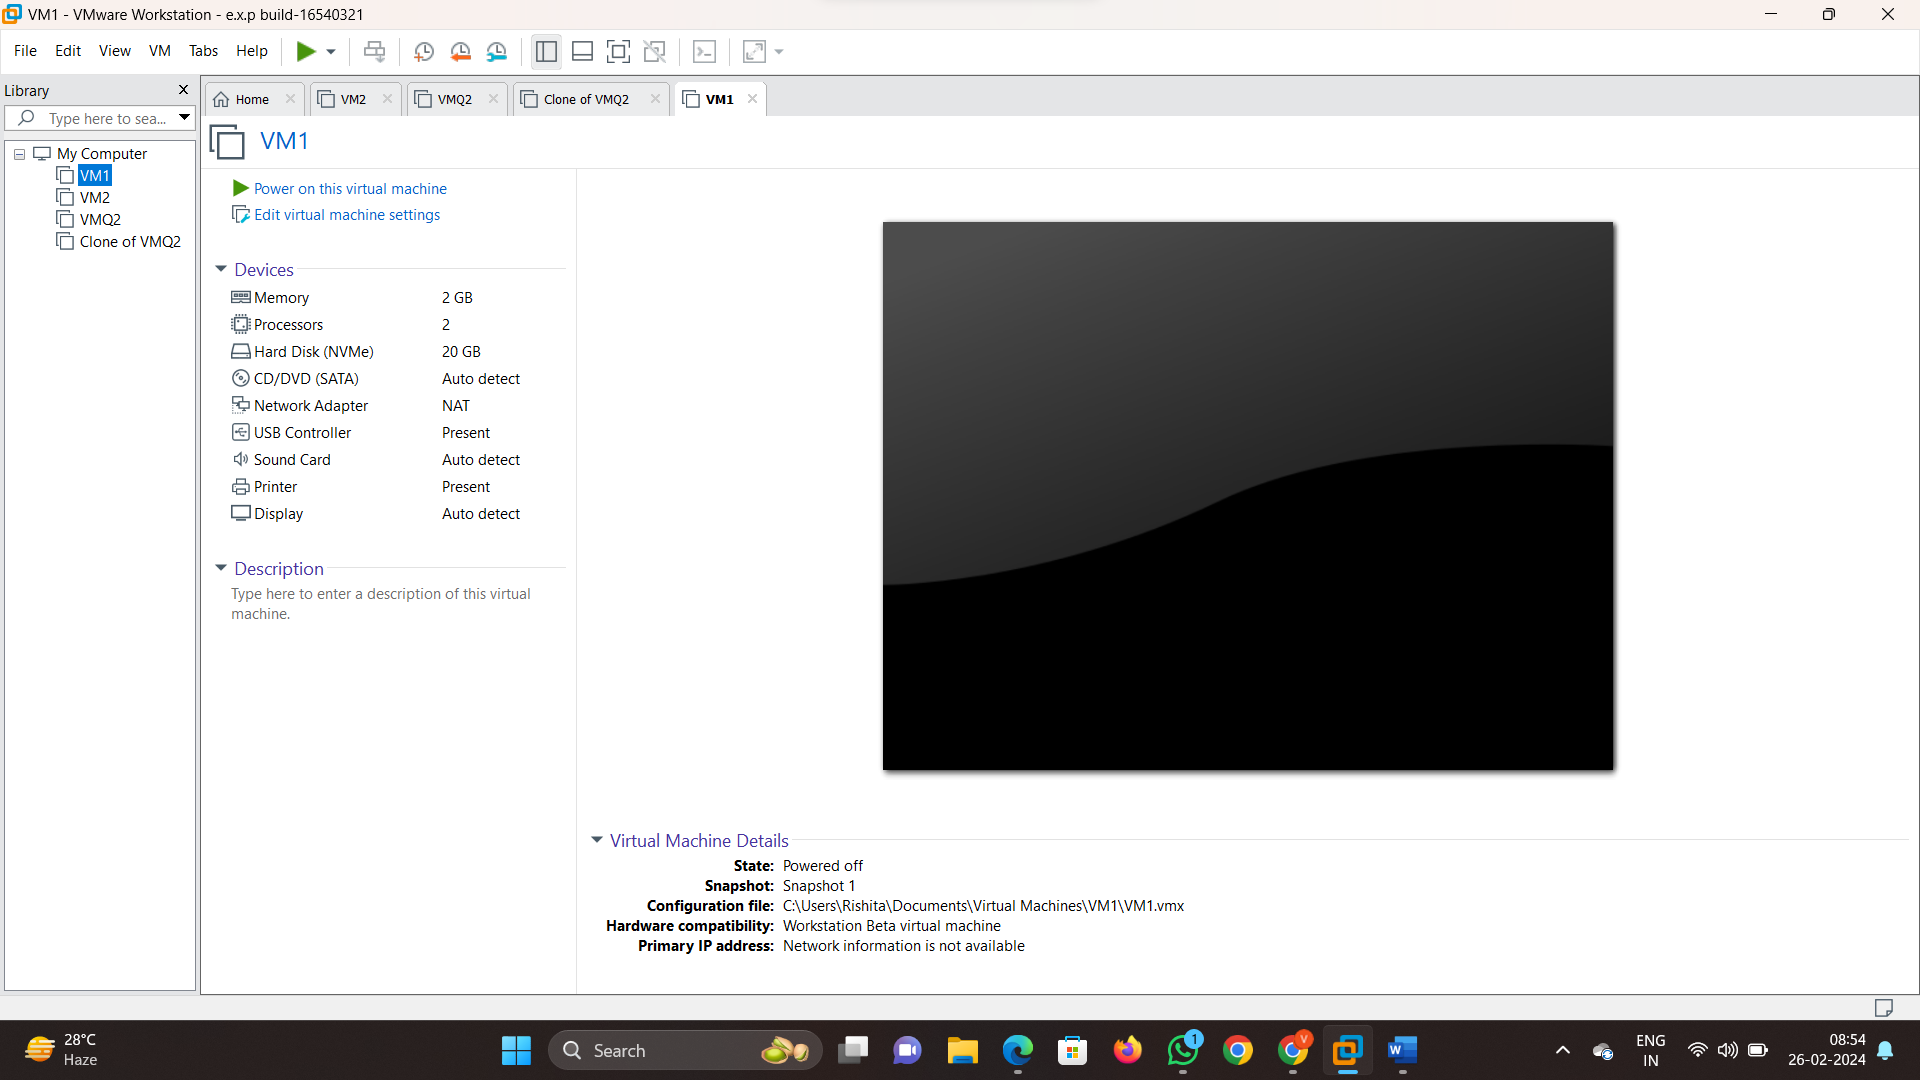 VM1 - VMware Workstation - e.x.p build-16540321
File Edit View VM Tabs Help
Library
Type here to sea...
My Computer
VM1
VM2
VMQ2
Clone of VMQ2
Home VM2 VMQ2 Clone of VMQ2 VM1
VM1
Power on this virtual machine
Edit virtual machine settings
Devices
Memory 2 GB
Processors 2
Hard Disk (NVMe) 20 GB
CD/DVD (SATA) Auto detect
Network Adapter NAT
USB Controller Present
Sound Card Auto detect
Printer Present
Display Auto detect
Description
Type here to enter a description of this virtual
machine.
Virtual Machine Details
State: Powered off
Snapshot: Snapshot 1
Configuration file: C:\Users\Rishita\Documents\Virtual Machines\VM1\VM1.vmx
Hardware compatibility: Workstation Beta virtual machine
Primary IP address: Network information is not available
28°C
Haze
Search
1
V
W
ENG
IN
08:54
26-02-2024